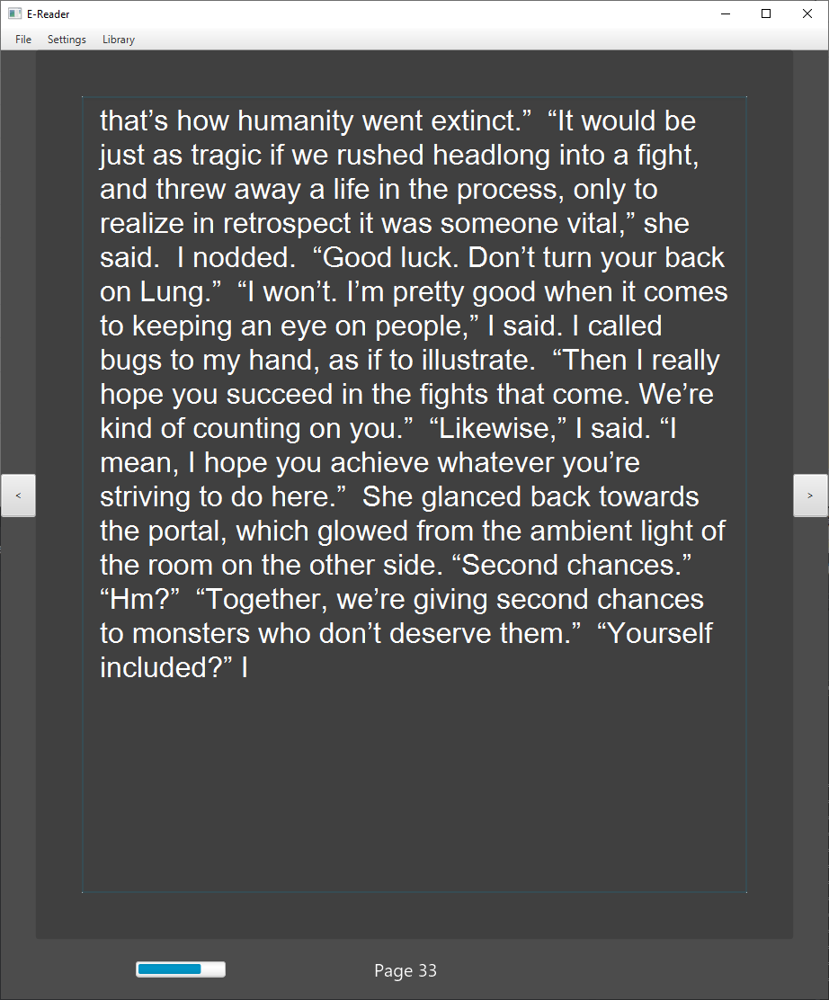 E-Reader
File Settings Library
that’s how humanity went extinct.” “It would be
just as tragic if we rushed headlong into a fight,
and threw away a life in the process, only to
realize in retrospect it was someone vital,” she
said. I nodded. “Good luck. Don’t turn your back
on Lung.” “I won’t. I’m pretty good when it comes
to keeping an eye on people,” I said. I called
bugs to my hand, as if to illustrate. “Then I really
hope you succeed in the fights that come. We’re
kind of counting on you.” “Likewise,” I said. “I
mean, I hope you achieve whatever you’re
striving to do here.” She glanced back towards
the portal, which glowed from the ambient light of
the room on the other side. “Second chances.”
“Hm?” “Together, we’re giving second chances
to monsters who don’t deserve them.” “Yourself
included?” I
<
>
Page 33